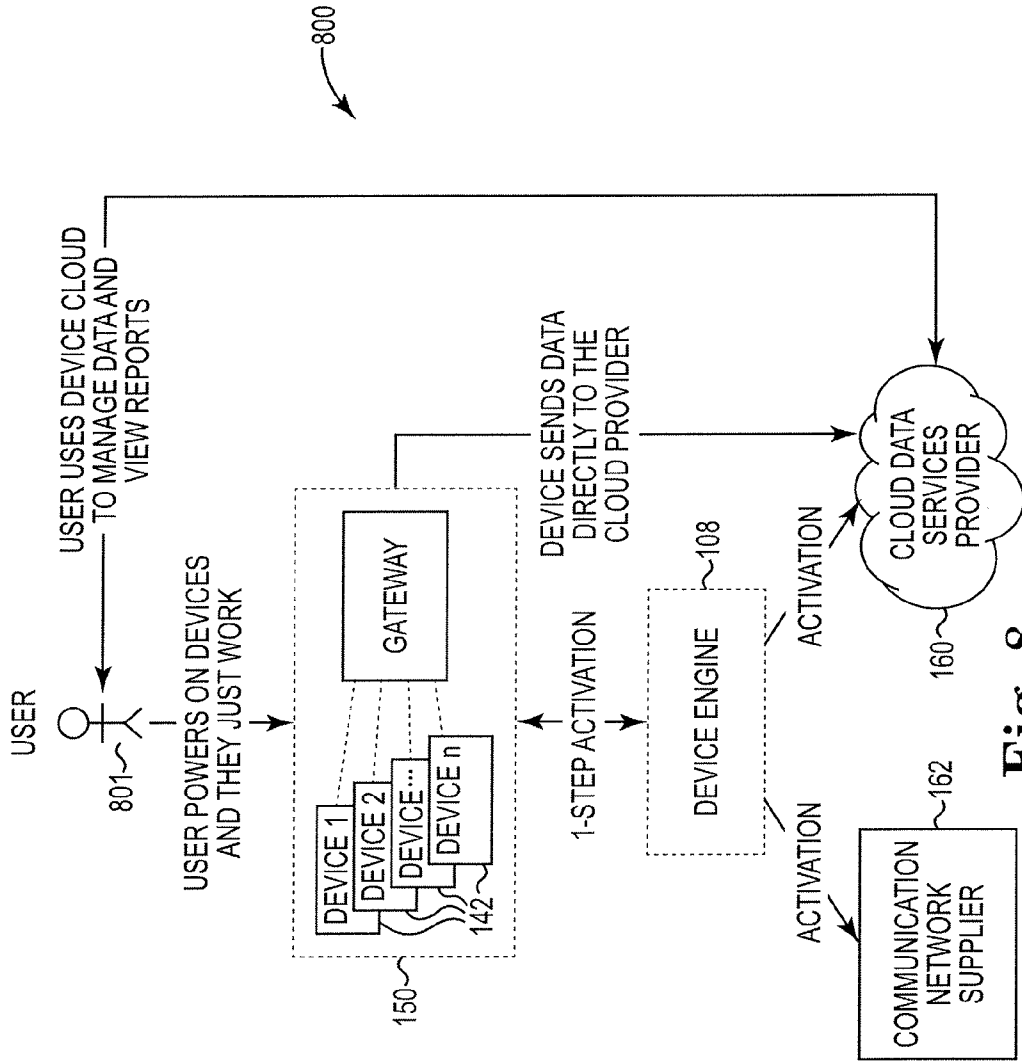 800
USER
801
USER USES DEVICE CLOUD
TO MANAGE DATA AND
VIEW REPORTS
USER POWERS ON DEVICES
AND THEY JUST WORK
DEVICE 1
DEVICE 2
DEVICE...
DEVICE n
142
GATEWAY
150
DEVICE SENDS DATA
DIRECTLY TO THE
CLOUD PROVIDER
1-STEP ACTIVATION
DEVICE ENGINE
108
ACTIVATION
ACTIVATION
COMMUNICATION
NETWORK
SUPPLIER
162
CLOUD DATA
SERVICES
PROVIDER
160
Fig. 8